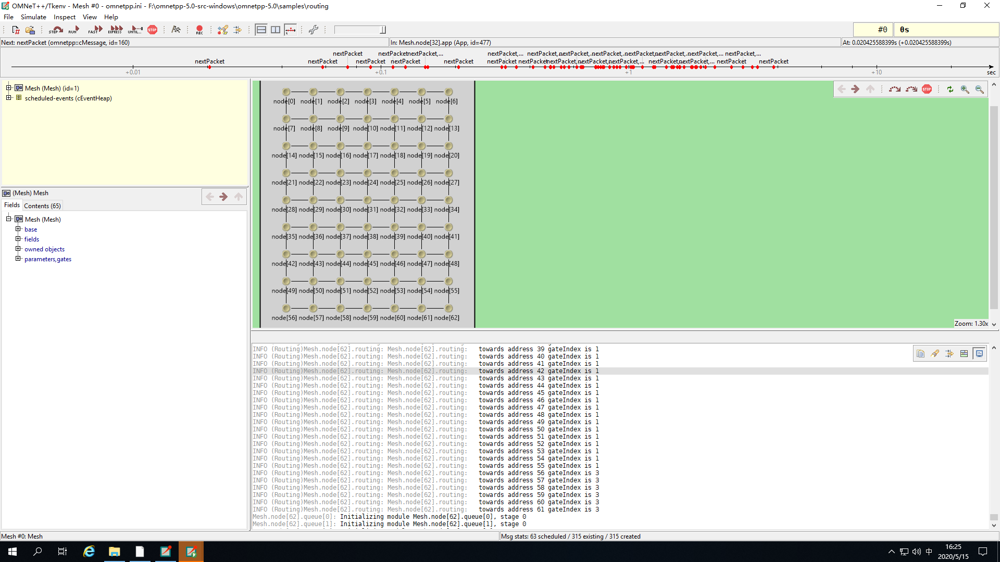 OMNeT++/Tkenv - Mesh #0 - omnetpp.ini - F:\omnetpp-5.0-src-windows\omnetpp-5.0\samples\routing
File Simulate Inspect View Help
STEP RUN FAST EXPRESS UNTIL... STOP REC #0 0s
Next: nextPacket (omnetpp::cMessage, id=160) In: Mesh.node[32].app (App, id=477) At: 0.020425588399s (+0.020425588399s)
nextPacket nextPacketnextPacket,... nextPacket,... nextPacket,... nextPacket,... nextPacket,... nextPacket,... nextPacket,... nextPacket,... nextPacket,...
nextPacket nextPacket nextPacket nextPacket nextPacket nextPacket nextPacket nextPacket,... nextPacket,... nextPacket,... nextPacket,... nextPacket,... nextPacket nextPacket
+0.01 +0.1 +1 +10 sec
Mesh (Mesh) (id=1)
scheduled-events (cEventHeap)
(Mesh) Mesh
Fields Contents (65)
Mesh (Mesh)
base
fields
owned objects
parameters,gates
STOP
node[0] node[1] node[2] node[3] node[4] node[5] node[6]
node[7] node[8] node[9] node[10] node[11] node[12] node[13]
node[14] node[15] node[16] node[17] node[18] node[19] node[20]
node[21] node[22] node[23] node[24] node[25] node[26] node[27]
node[28] node[29] node[30] node[31] node[32] node[33] node[34]
node[35] node[36] node[37] node[38] node[39] node[40] node[41]
node[42] node[43] node[44] node[45] node[46] node[47] node[48]
node[49] node[50] node[51] node[52] node[53] node[54] node[55]
node[56] node[57] node[58] node[59] node[60] node[61] node[62]
Zoom: 1.30x
INFO (Routing)Mesh.node[62].routing: Mesh.node[62].routing: towards address 39 gateIndex is 1
INFO (Routing)Mesh.node[62].routing: Mesh.node[62].routing: towards address 40 gateIndex is 1
INFO (Routing)Mesh.node[62].routing: Mesh.node[62].routing: towards address 41 gateIndex is 1
INFO (Routing)Mesh.node[62].routing: Mesh.node[62].routing: towards address 42 gateIndex is 1
INFO (Routing)Mesh.node[62].routing: Mesh.node[62].routing: towards address 43 gateIndex is 1
INFO (Routing)Mesh.node[62].routing: Mesh.node[62].routing: towards address 44 gateIndex is 1
INFO (Routing)Mesh.node[62].routing: Mesh.node[62].routing: towards address 45 gateIndex is 1
INFO (Routing)Mesh.node[62].routing: Mesh.node[62].routing: towards address 46 gateIndex is 1
INFO (Routing)Mesh.node[62].routing: Mesh.node[62].routing: towards address 47 gateIndex is 1
INFO (Routing)Mesh.node[62].routing: Mesh.node[62].routing: towards address 48 gateIndex is 1
INFO (Routing)Mesh.node[62].routing: Mesh.node[62].routing: towards address 49 gateIndex is 1
INFO (Routing)Mesh.node[62].routing: Mesh.node[62].routing: towards address 50 gateIndex is 1
INFO (Routing)Mesh.node[62].routing: Mesh.node[62].routing: towards address 51 gateIndex is 1
INFO (Routing)Mesh.node[62].routing: Mesh.node[62].routing: towards address 52 gateIndex is 1
INFO (Routing)Mesh.node[62].routing: Mesh.node[62].routing: towards address 53 gateIndex is 1
INFO (Routing)Mesh.node[62].routing: Mesh.node[62].routing: towards address 54 gateIndex is 1
INFO (Routing)Mesh.node[62].routing: Mesh.node[62].routing: towards address 55 gateIndex is 1
INFO (Routing)Mesh.node[62].routing: Mesh.node[62].routing: towards address 56 gateIndex is 3
INFO (Routing)Mesh.node[62].routing: Mesh.node[62].routing: towards address 57 gateIndex is 3
INFO (Routing)Mesh.node[62].routing: Mesh.node[62].routing: towards address 58 gateIndex is 3
INFO (Routing)Mesh.node[62].routing: Mesh.node[62].routing: towards address 59 gateIndex is 3
INFO (Routing)Mesh.node[62].routing: Mesh.node[62].routing: towards address 60 gateIndex is 3
INFO (Routing)Mesh.node[62].routing: Mesh.node[62].routing: towards address 61 gateIndex is 3
Mesh.node[62].queue[0]: Initializing module Mesh.node[62].queue[0], stage 0
Mesh.node[62].queue[1]: Initializing module Mesh.node[62].queue[1], stage 0
Mesh #0: Mesh Msg stats: 63 scheduled / 315 existing / 315 created
中 16:25
2020/5/15